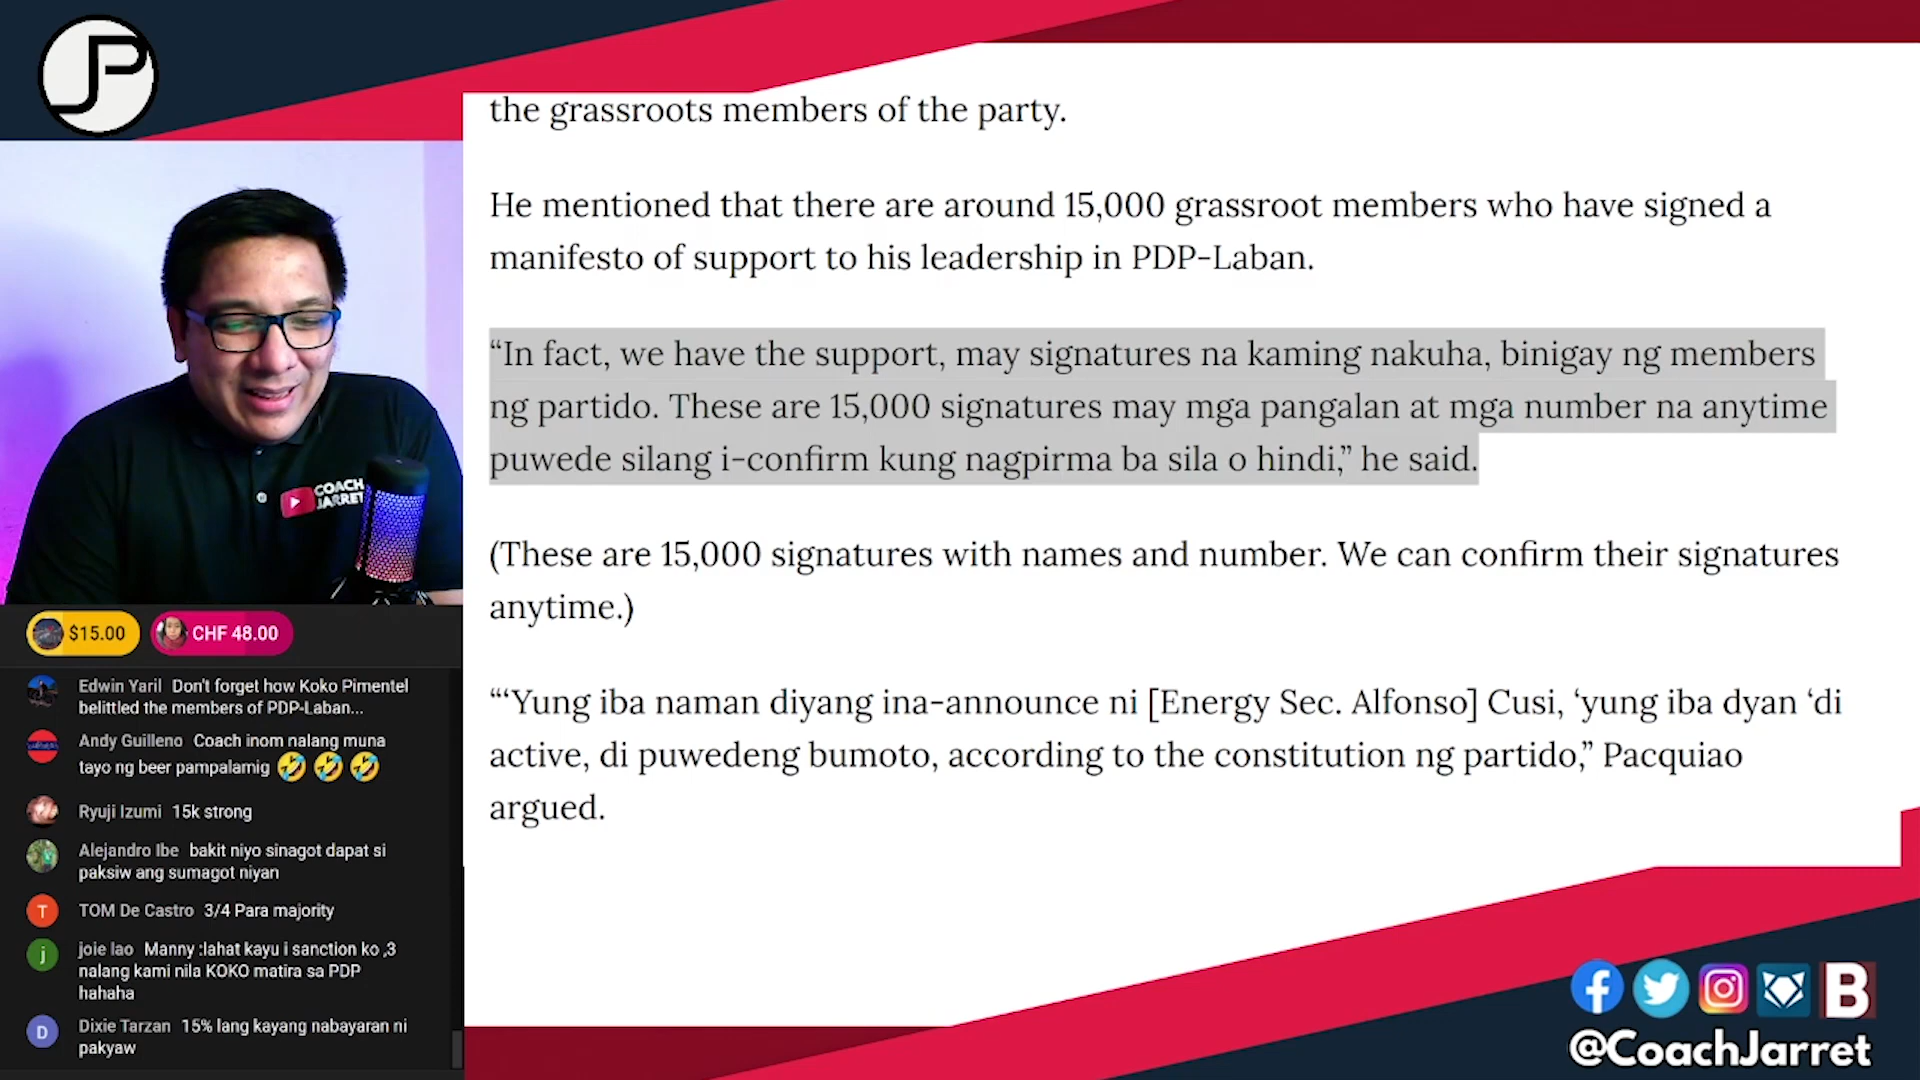 JP
the grassroots members of the party.
He mentioned that there are around 15,000 grassroot members who have signed a
manifesto of support to his leadership in PDP-Laban.
“In fact, we have the support, may signatures na kaming nakuha, binigay ng members
ng partido. These are 15,000 signatures may mga pangalan at mga number na anytime
puwede silang i-confirm kung nagpirma ba sila o hindi,” he said.
(These are 15,000 signatures with names and number. We can confirm their signatures
anytime.)
“‘Yung iba naman diyang ina-announce ni [Energy Sec. Alfonso] Cusi, ‘yung iba dyan ‘di
active, di puwedeng bumoto, according to the constitution ng partido,” Pacquiao
argued.
COACH
JARRET
$15.00
CHF 48.00
Edwin Yaril Don't forget how Koko Pimentel
belittled the members of PDP-Laban...
Andy Guilleno Coach inom nalang muna
tayo ng beer pampalamig 🤣 🤣 🤣
Ryuji Izumi 15k strong
Alejandro Ibe bakit niyo sinagot dapat si
paksiw ang sumagot niyan
T
TOM De Castro 3/4 Para majority
j
joie lao Manny :lahat kayu i sanction ko ,3
nalang kami nila KOKO matira sa PDP
hahaha
D
Dixie Tarzan 15% lang kayang nabayaran ni
pakyaw
B
@CoachJarret